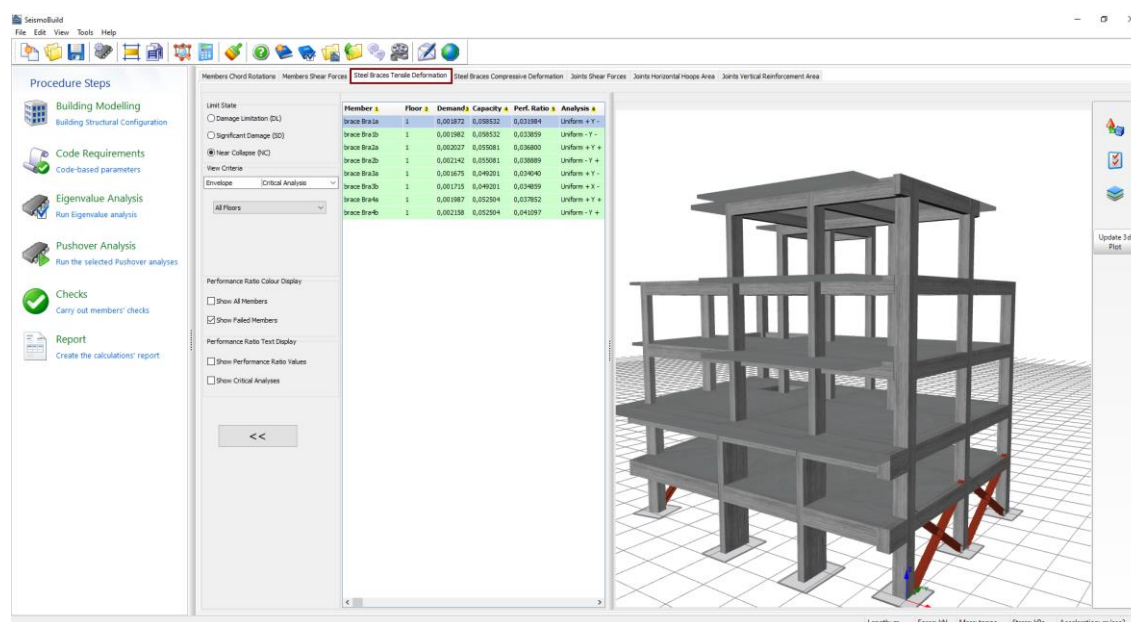 SeismoBuild
File Edit View Tools Help
Procedure Steps
Building Modelling
Building Structural Configuration
Code Requirements
Code-based parameters
Eigenvalue Analysis
Run Eigenvalue analysis
Pushover Analysis
Run the selected Pushover analyses
Checks
Carry out members' checks
Report
Create the calculations' report
Members Chord Rotations Members Shear Forces Steel Braces Tensile Deformation Steel Braces Compressive Deformation Joints Shear Forces Joints Horizontal Hoops Area Joints Vertical Reinforcement Area
Limit State
Damage Limitation (DL)
Significant Damage (SD)
Near Collapse (NC)
View Criteria
Envelope Critical Analysis
All Floors
Performance Ratio Colour Display
Show All Members
Show Failed Members
Performance Ratio Text Display
Show Performance Ratio Values
Show Critical Analyses
<<
Member 1 Floor 2 Demand 3 Capacity 4 Perf. Ratio 5 Analysis 6
brace Bra1a 1 0,001872 0,058532 0,031984 Uniform + Y -
brace Bra1b 1 0,001982 0,058532 0,033859 Uniform - Y -
brace Bra2a 1 0,002027 0,055081 0,036800 Uniform + Y +
brace Bra2b 1 0,002142 0,055081 0,038889 Uniform - Y +
brace Bra3a 1 0,001675 0,049201 0,034040 Uniform + Y -
brace Bra3b 1 0,001715 0,049201 0,034859 Uniform + X -
brace Bra4a 1 0,001987 0,052504 0,037852 Uniform + Y +
brace Bra4b 1 0,002158 0,052504 0,041097 Uniform - Y +
Update 3d
Plot